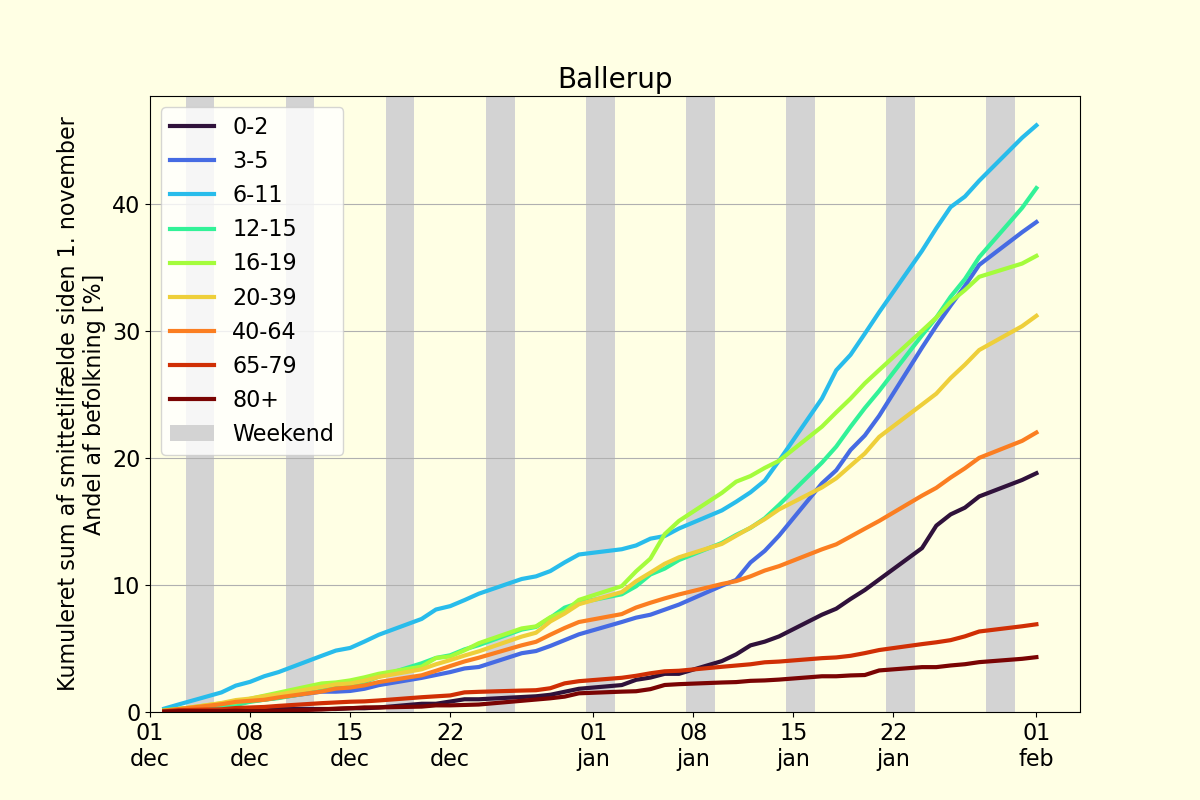 Ballerup
Kumuleret sum af smittetilfælde siden 1. november
Andel af befolkning [%]
0-2
3-5
6-11
12-15
16-19
20-39
40-64
65-79
80+
Weekend
40
30
20
10
0
01 08 15 22 01 08 15 22 01
dec dec dec dec jan jan jan jan feb